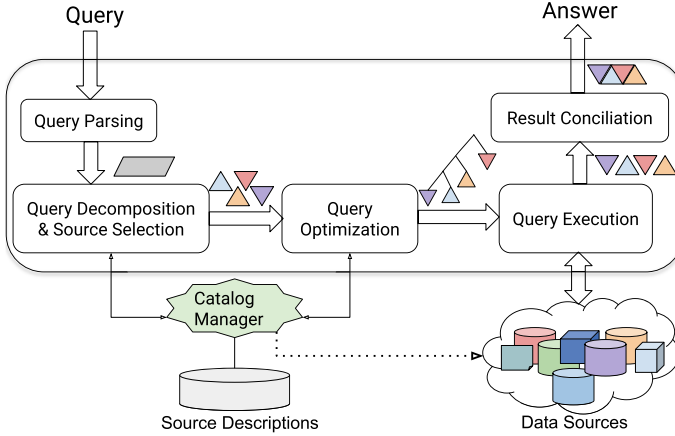 Query
Answer
Query Parsing
Result Conciliation
Query Decomposition
& Source Selection
Query
Optimization
Query Execution
Catalog
Manager
Source Descriptions
Data Sources